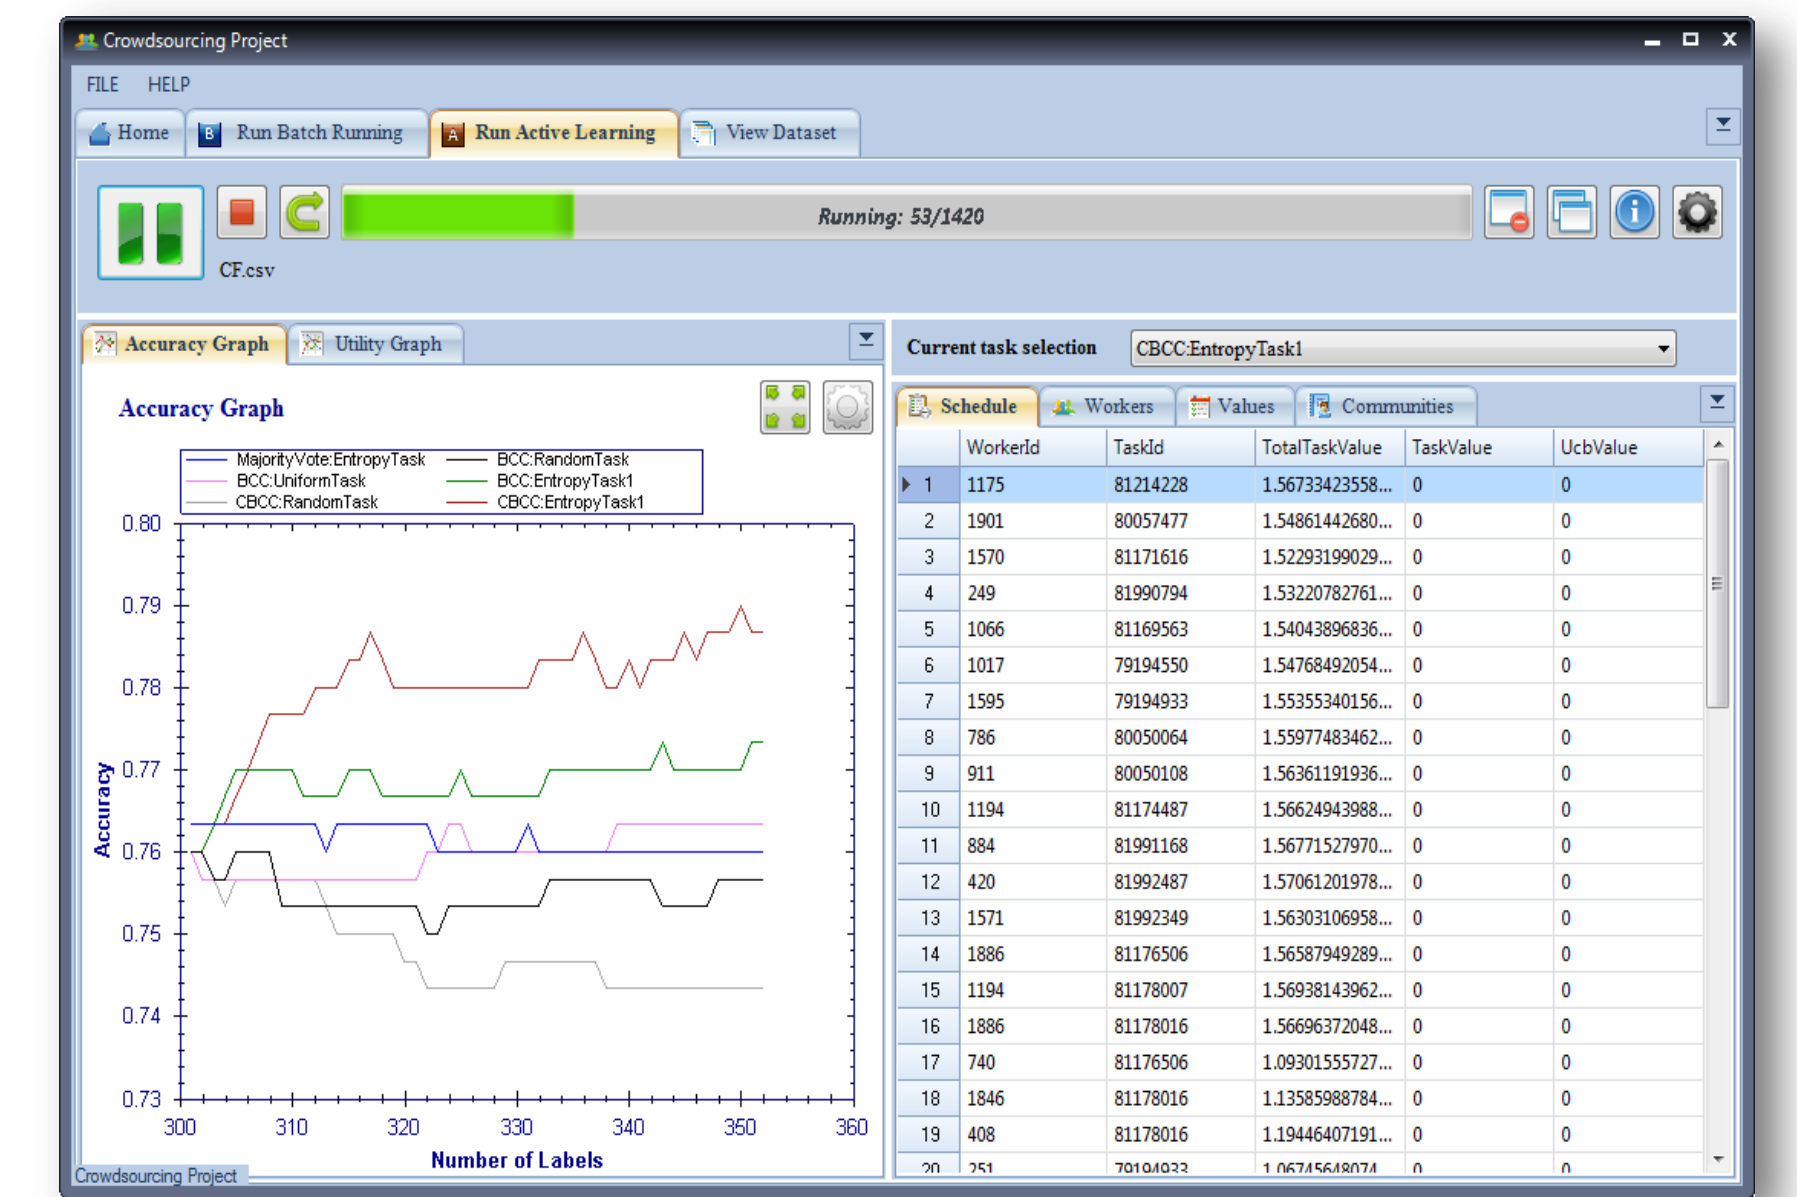 Crowdsourcing Project
FILE HELP
Home B Run Batch Running A Run Active Learning View Dataset
Running: 53/1420
CF.csv
Accuracy Graph Utility Graph
Accuracy Graph
MajorityVote:EntropyTask BCC:RandomTask
BCC:UniformTask BCC:EntropyTask1
CBCC:RandomTask CBCC:EntropyTask1
0.80
0.79
0.78
0.77
0.76
0.75
0.74
0.73
Accuracy
300 310 320 330 340 350 360
Number of Labels
Current task selection CBCC:EntropyTask1
Schedule Workers Values Communities
WorkerId TaskId TotalTaskValue TaskValue UcbValue
1 1175 81214228 1.56733423558... 0 0
2 1901 80057477 1.54861442680... 0 0
3 1570 81171616 1.52293199029... 0 0
4 249 81990794 1.53220782761... 0 0
5 1066 81169563 1.54043896836... 0 0
6 1017 79194550 1.54768492054... 0 0
7 1595 79194933 1.55355340156... 0 0
8 786 80050064 1.55977483462... 0 0
9 911 80050108 1.56361191936... 0 0
10 1194 81174487 1.56624943988... 0 0
11 884 81991168 1.56771527970... 0 0
12 420 81992487 1.57061201978... 0 0
13 1571 81992349 1.56303106958... 0 0
14 1886 81176506 1.56587949289... 0 0
15 1194 81178007 1.56938143962... 0 0
16 1886 81178016 1.56696372048... 0 0
17 740 81176506 1.09301555727... 0 0
18 1846 81178016 1.13585988784... 0 0
19 408 81178016 1.19446407191... 0 0
20 251 79194933 1.06745648074... 0 0
Crowdsourcing Project